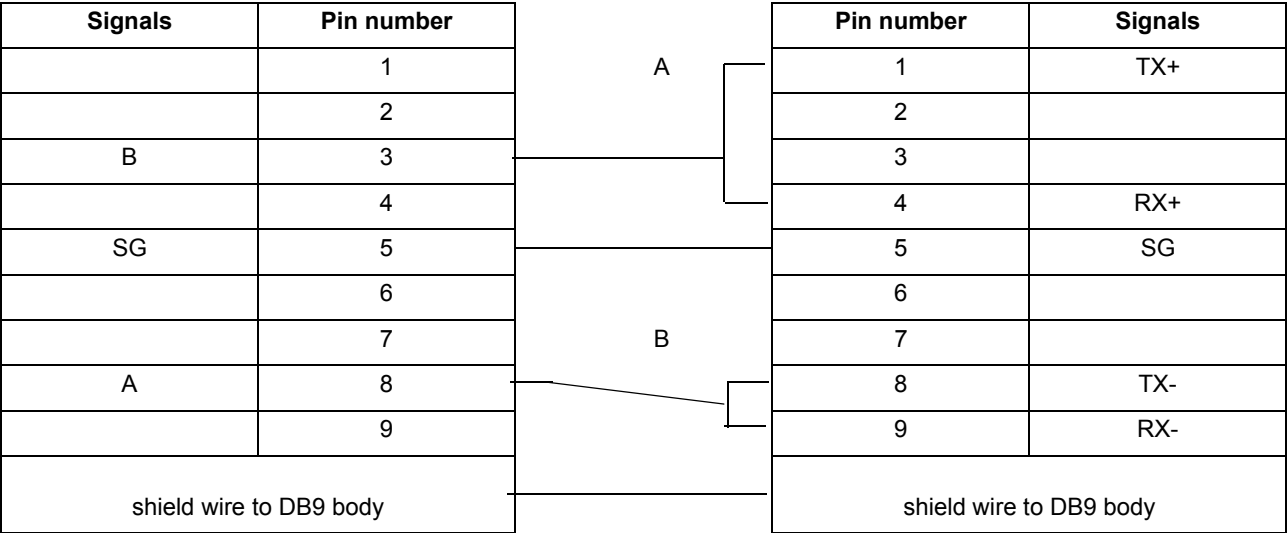 Signals Pin number Pin number Signals
1 A 1 TX+
2 2
B 3 3
4 4 RX+
SG 5 5 SG
6 6
7 B 7
A 8 8 TX-
9 9 RX-
shield wire to DB9 body shield wire to DB9 body